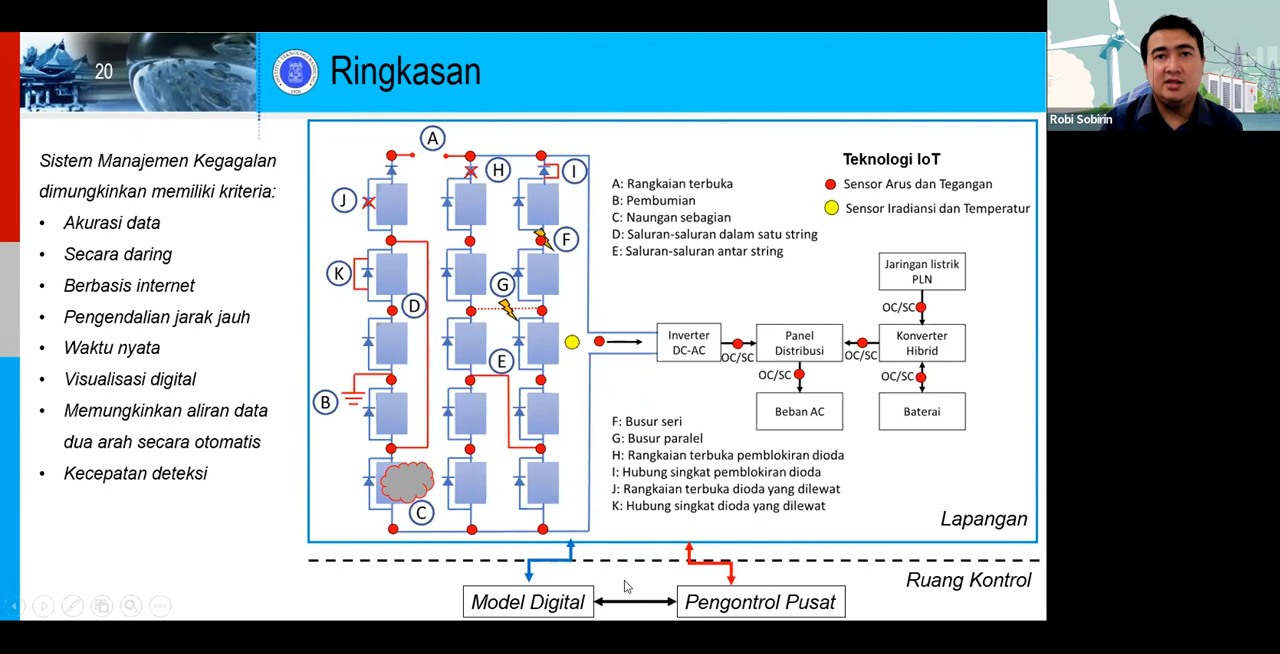 20
Ringkasan
Robi Sobirin
Sistem Manajemen Kegagalan
dimungkinkan memiliki kriteria:
• Akurasi data
• Secara daring
• Berbasis internet
• Pengendalian jarak jauh
• Waktu nyata
• Visualisasi digital
• Memungkinkan aliran data
dua arah secara otomatis
• Kecepatan deteksi
A
H
I
J
F
K
G
D
E
B
C
A: Rangkaian terbuka
B: Pembumian
C: Naungan sebagian
D: Saluran-saluran dalam satu string
E: Saluran-saluran antar string
Teknologi IoT
Sensor Arus dan Tegangan
Sensor Iradiansi dan Temperatur
Jaringan listrik
PLN
OC/SC
Inverter
DC-AC
OC/SC
Panel
Distribusi
OC/SC
Konverter
Hibrid
OC/SC
OC/SC
Beban AC
Baterai
F: Busur seri
G: Busur paralel
H: Rangkaian terbuka pemblokiran dioda
I: Hubung singkat pemblokiran dioda
J: Rangkaian terbuka dioda yang dilewat
K: Hubung singkat dioda yang dilewat
Lapangan
Ruang Kontrol
Model Digital
Pengontrol Pusat